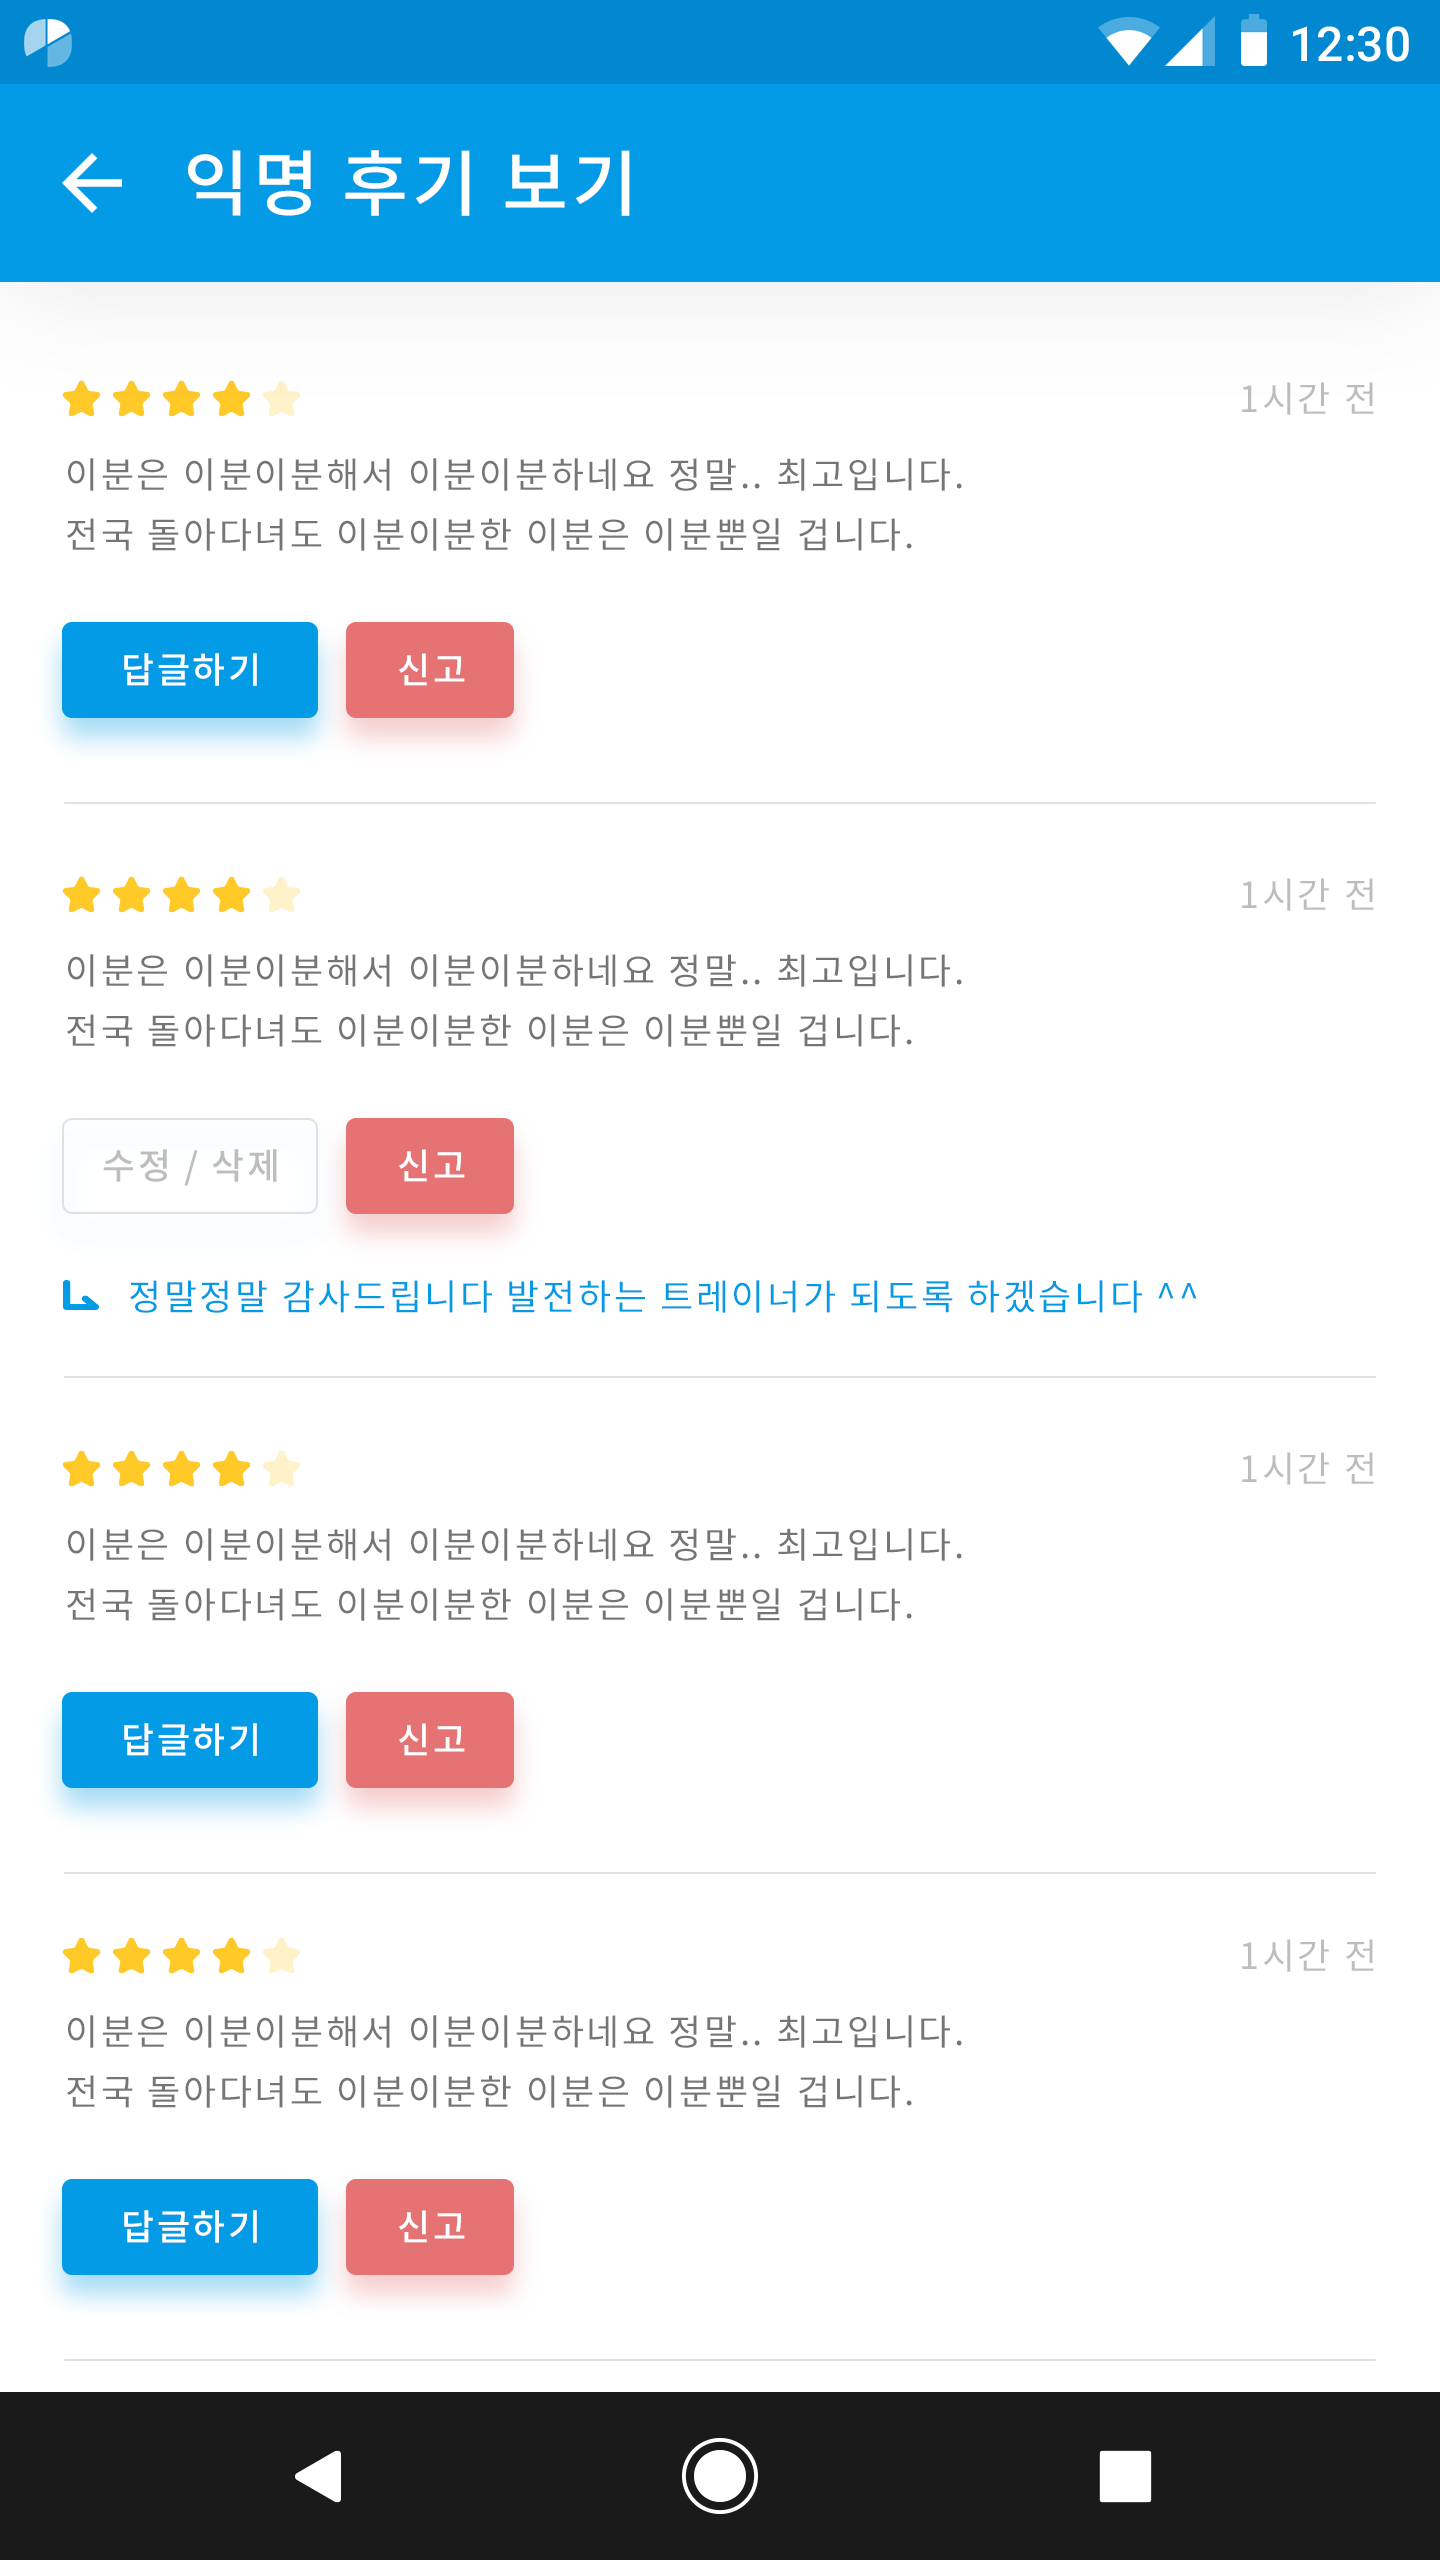 12:30
익명 후기 보기
1시간 전
이분은 이분이분해서 이분이분하네요 정말.. 최고입니다.
전국 돌아다녀도 이분이분한 이분은 이분뿐일 겁니다.
답글하기 신고
1시간 전
이분은 이분이분해서 이분이분하네요 정말.. 최고입니다.
전국 돌아다녀도 이분이분한 이분은 이분뿐일 겁니다.
수정 / 삭제 신고
정말정말 감사드립니다 발전하는 트레이너가 되도록 하겠습니다 ^^
1시간 전
이분은 이분이분해서 이분이분하네요 정말.. 최고입니다.
전국 돌아다녀도 이분이분한 이분은 이분뿐일 겁니다.
답글하기 신고
1시간 전
이분은 이분이분해서 이분이분하네요 정말.. 최고입니다.
전국 돌아다녀도 이분이분한 이분은 이분뿐일 겁니다.
답글하기 신고